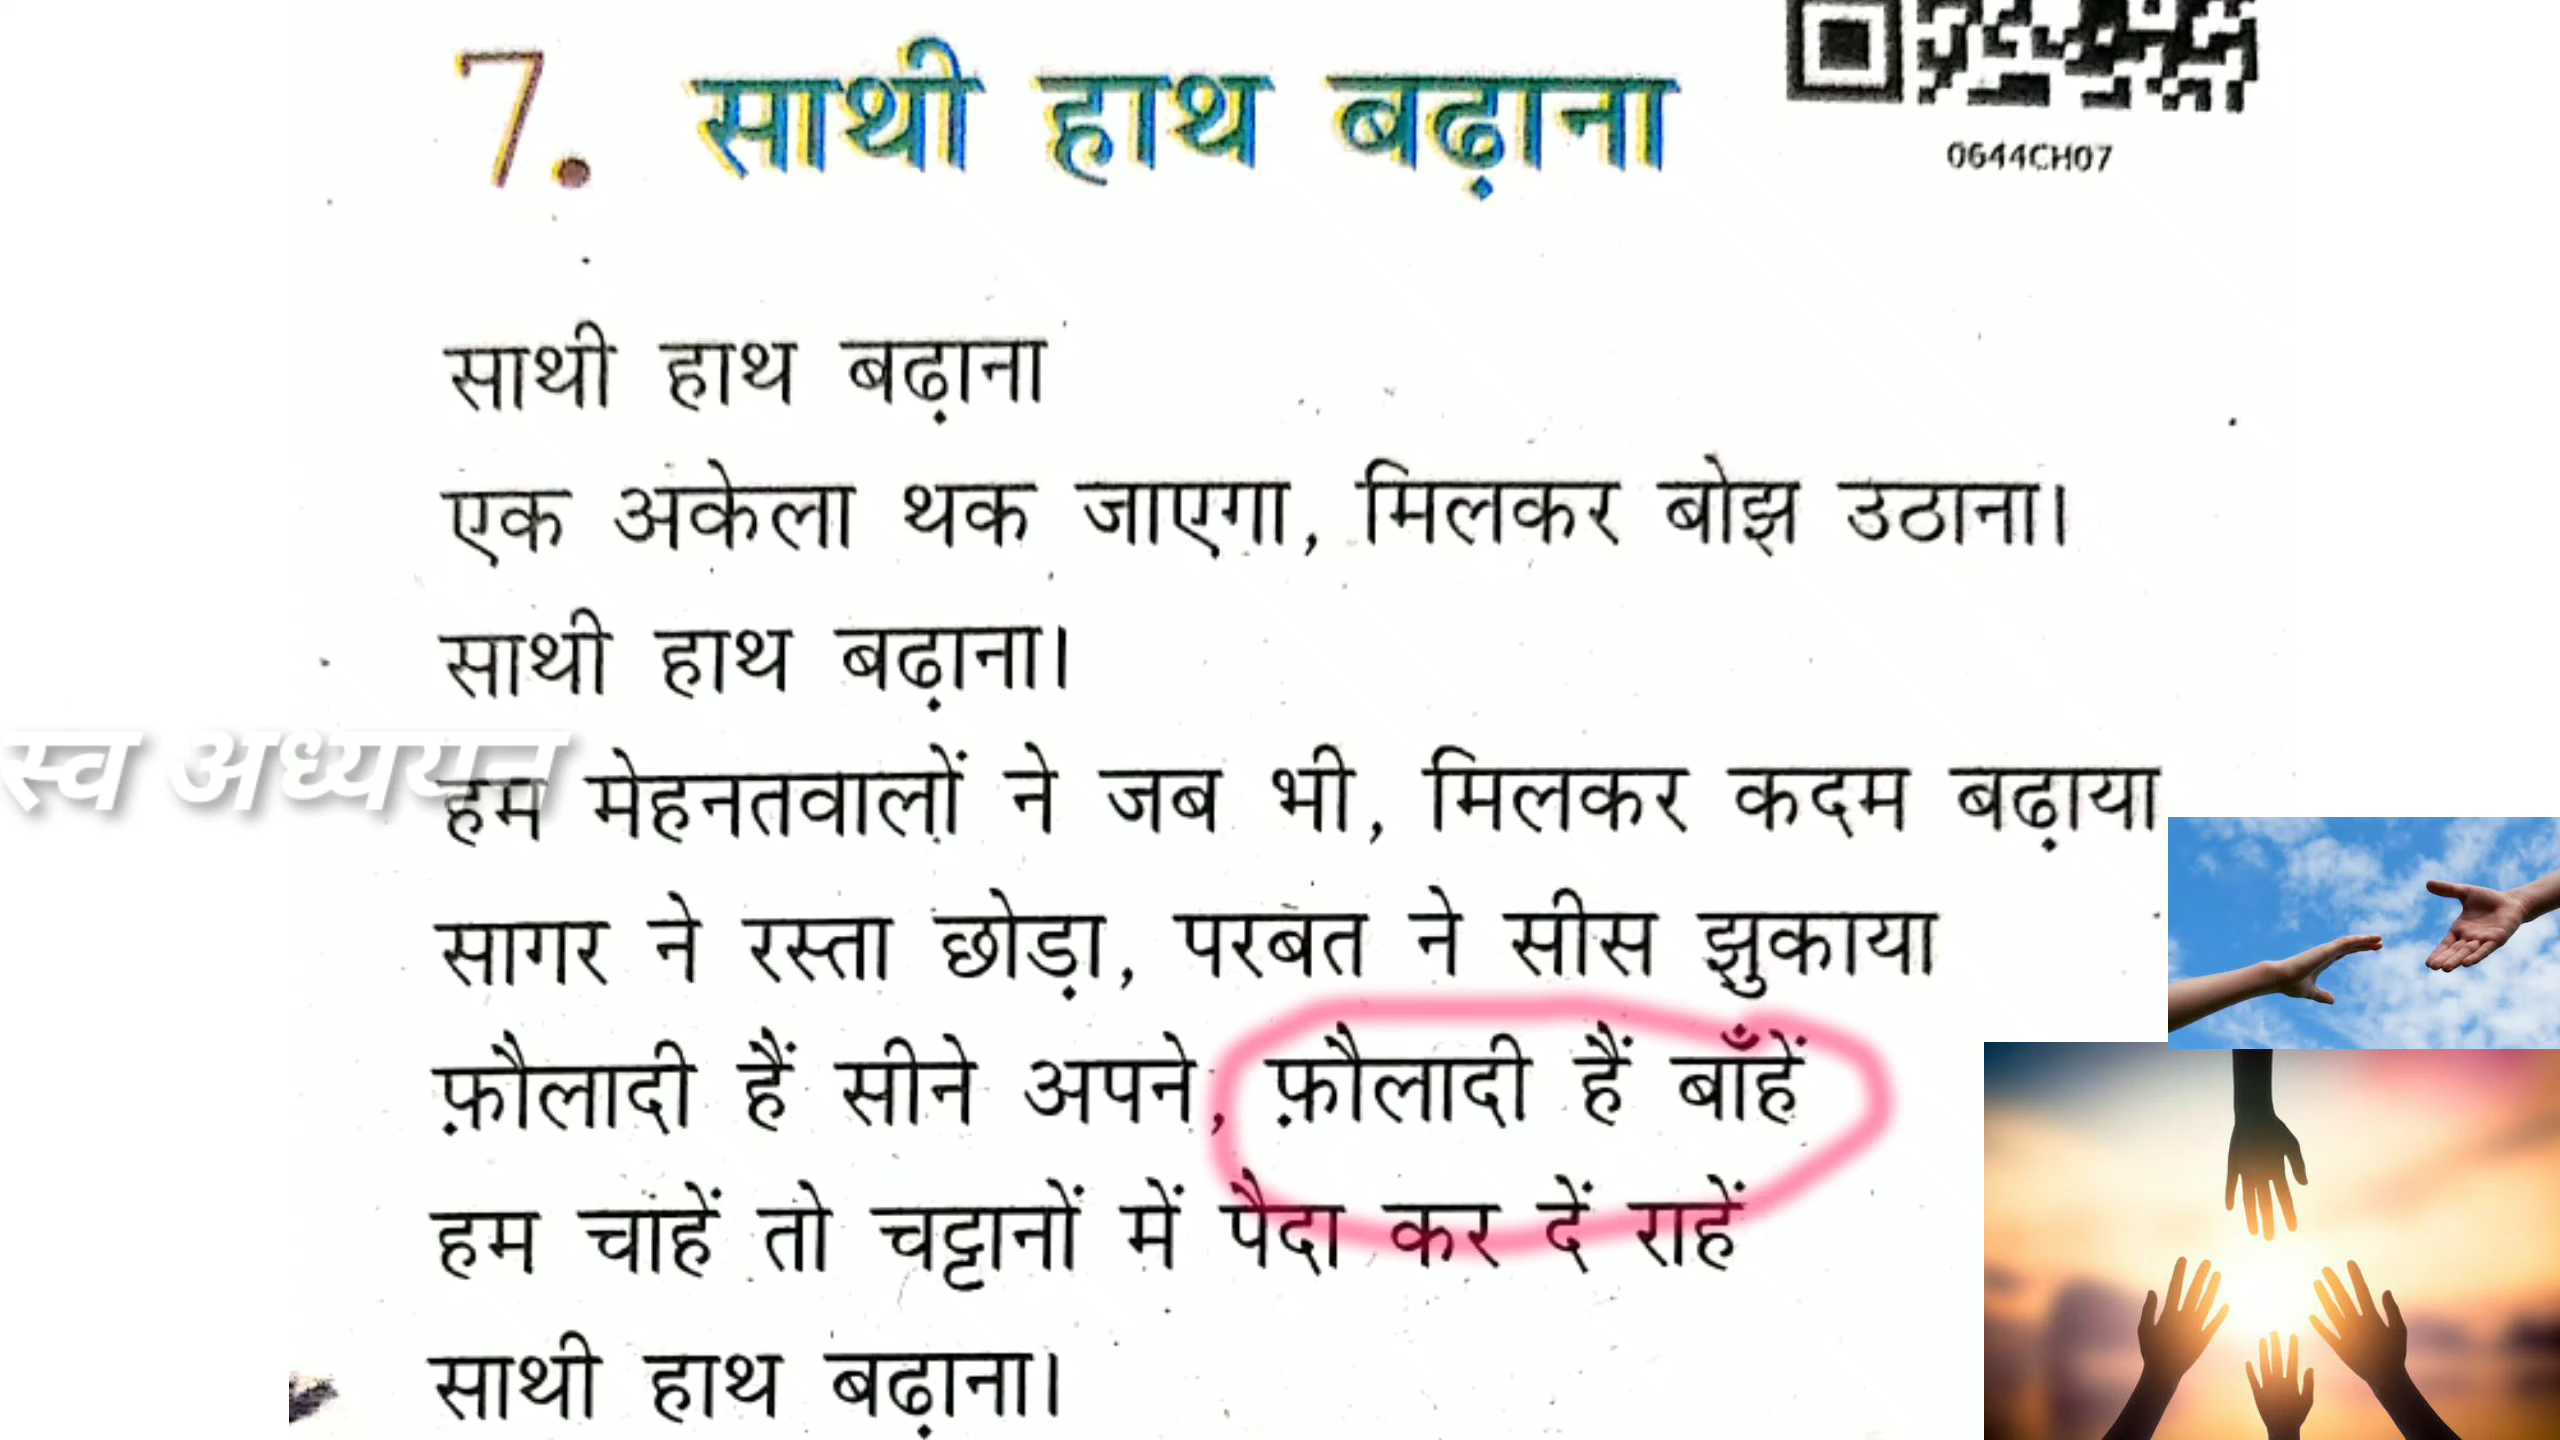 7. साथी हाथ बढ़ाना
0644CH07
साथी हाथ बढ़ाना
एक अकेला थक जाएगा, मिलकर बोझ उठाना।
साथी हाथ बढ़ाना।
हम मेहनतवालों ने जब भी, मिलकर कदम बढ़ाया
सागर ने रस्ता छोड़ा, परबत ने सीस झुकाया
फ़ौलादी हैं सीने अपने, फ़ौलादी हैं बाँहें
हम चाहें तो चट्टानों में पैदा कर दें राहें
साथी हाथ बढ़ाना।
स्व अध्ययन